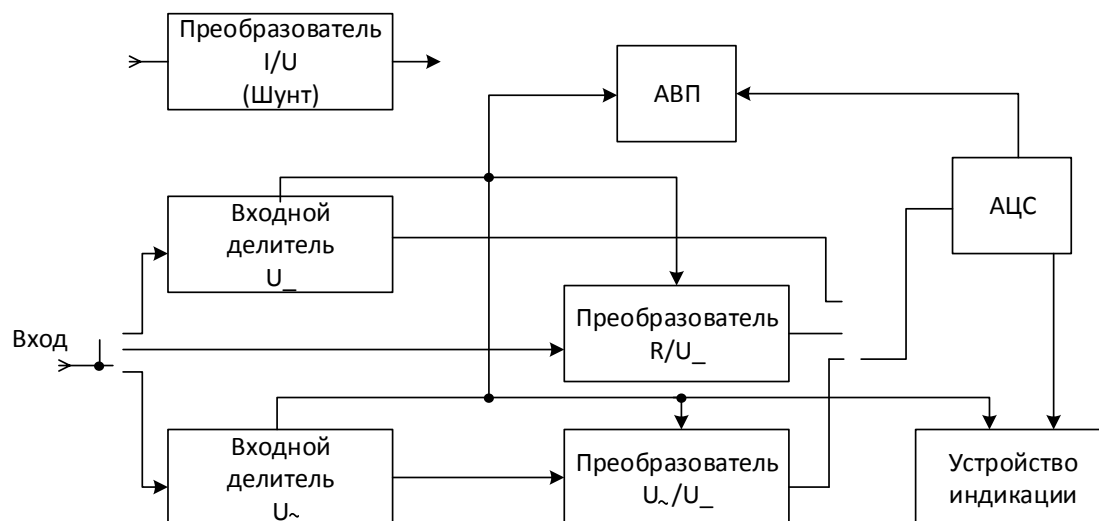 Преобразователь
I/U
(Шунт)
АВП
АЦС
Входной
делитель
U_
Вход
Преобразователь
R/U_
Входной
делитель
U~
Преобразователь
U~/U_
Устройство
индикации